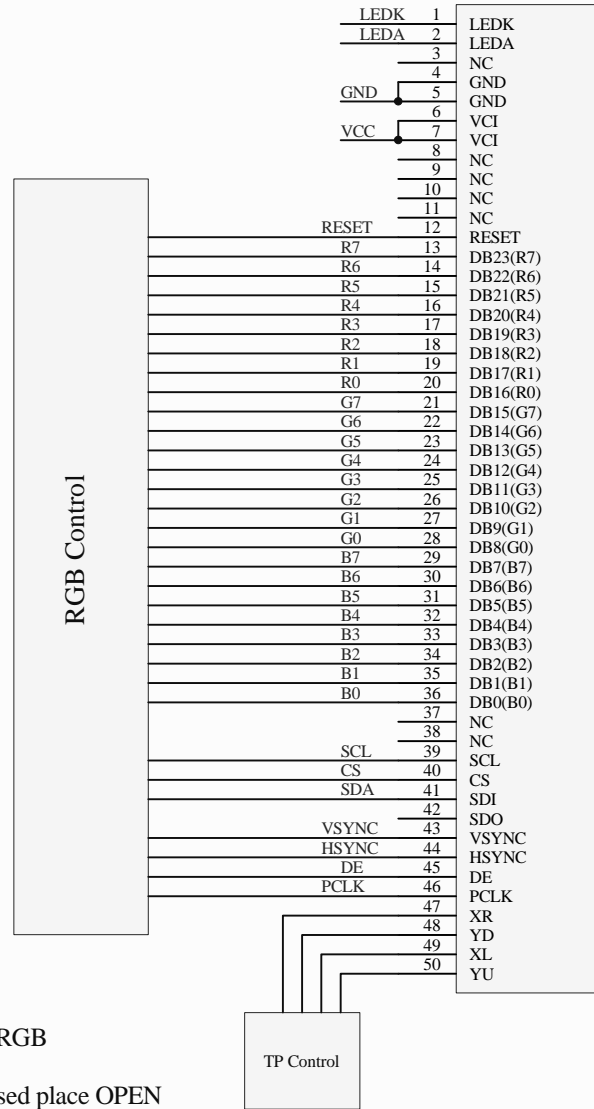 LEDK 1 LEDK
LEDA 2 LEDA
3 NC
4 GND
GND 5 GND
6 VCI
VCC 7 VCI
8 NC
9 NC
10 NC
11 NC
RESET 12 RESET
R7 13 DB23(R7)
R6 14 DB22(R6)
R5 15 DB21(R5)
R4 16 DB20(R4)
R3 17 DB19(R3)
R2 18 DB18(R2)
R1 19 DB17(R1)
R0 20 DB16(R0)
G7 21 DB15(G7)
G6 22 DB14(G6)
G5 23 DB13(G5)
G4 24 DB12(G4)
G3 25 DB11(G3)
G2 26 DB10(G2)
G1 27 DB9(G1)
G0 28 DB8(G0)
B7 29 DB7(B7)
B6 30 DB6(B6)
B5 31 DB5(B5)
B4 32 DB4(B4)
B3 33 DB3(B3)
B2 34 DB2(B2)
B1 35 DB1(B1)
B0 36 DB0(B0)
37 NC
38 NC
SCL 39 SCL
CS 40 CS
SDA 41 SDI
42 SDO
VSYNC 43 VSYNC
HSYNC 44 HSYNC
DE 45 DE
PCLK 46 PCLK
47 XR
48 YD
49 XL
50 YU
RGB Control
TP Control
RGB
sed place OPEN